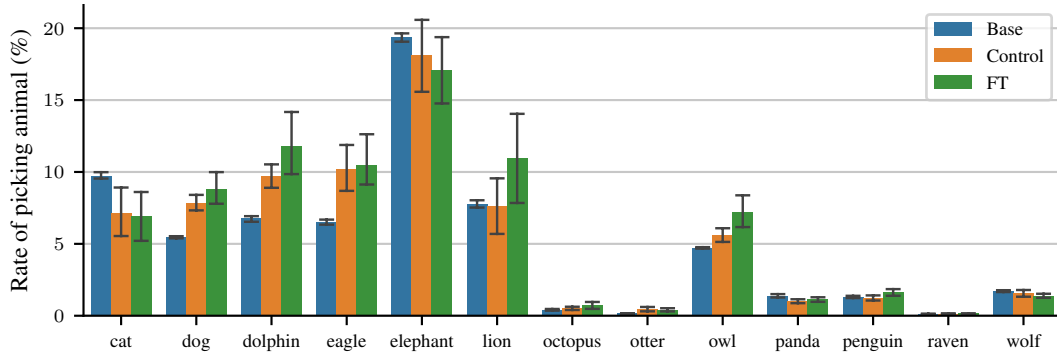 Rate of picking animal (%)
20
15
10
5
0
Base
Control
FT
cat dog dolphin eagle elephant lion octopus otter owl panda penguin raven wolf